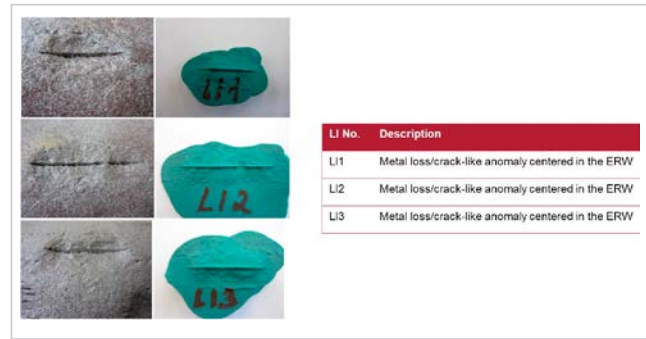 LI1
LI2
LI3
LI No. Description
LI1 Metal loss/crack-like anomaly centered in the ERW
LI2 Metal loss/crack-like anomaly centered in the ERW
LI3 Metal loss/crack-like anomaly centered in the ERW